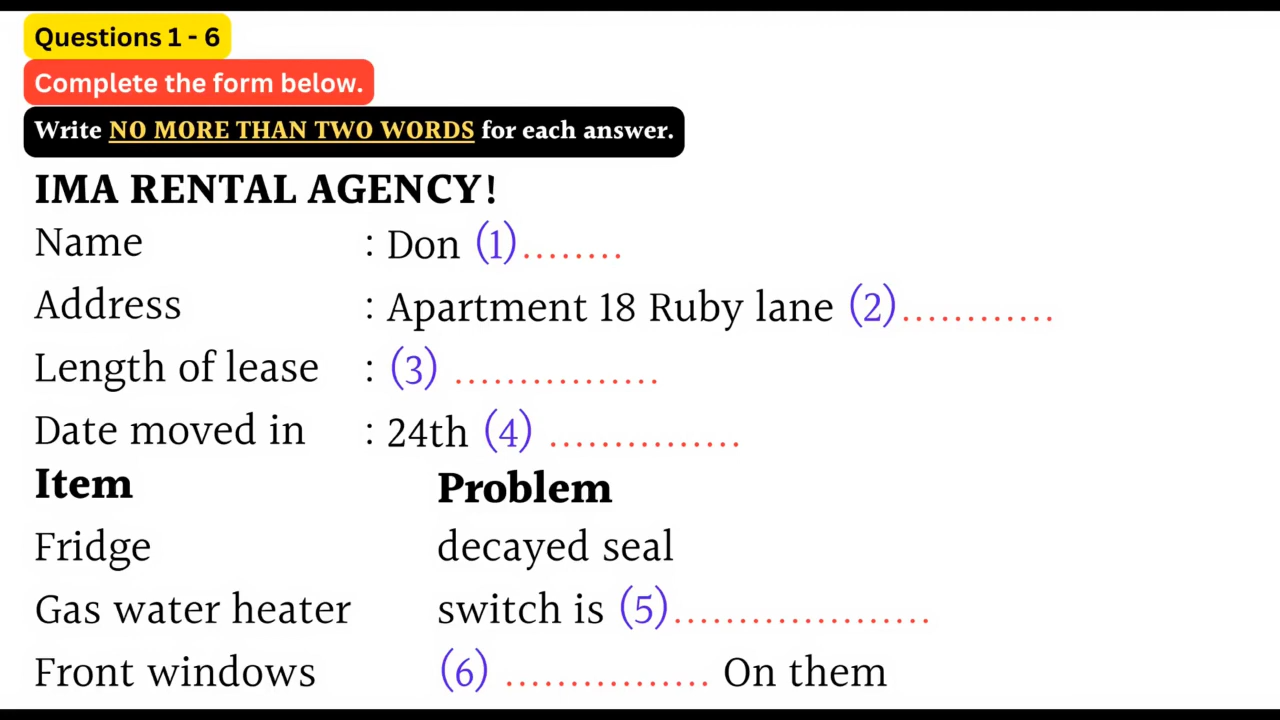 Questions 1 - 6
Complete the form below.
Write NO MORE THAN TWO WORDS for each answer.
IMA RENTAL AGENCY!
Name : Don (1)........
Address : Apartment 18 Ruby lane (2)............
Length of lease : (3) ................
Date moved in : 24th (4) ...............
Item Problem
Fridge decayed seal
Gas water heater switch is (5)....................
Front windows (6) ................ On them